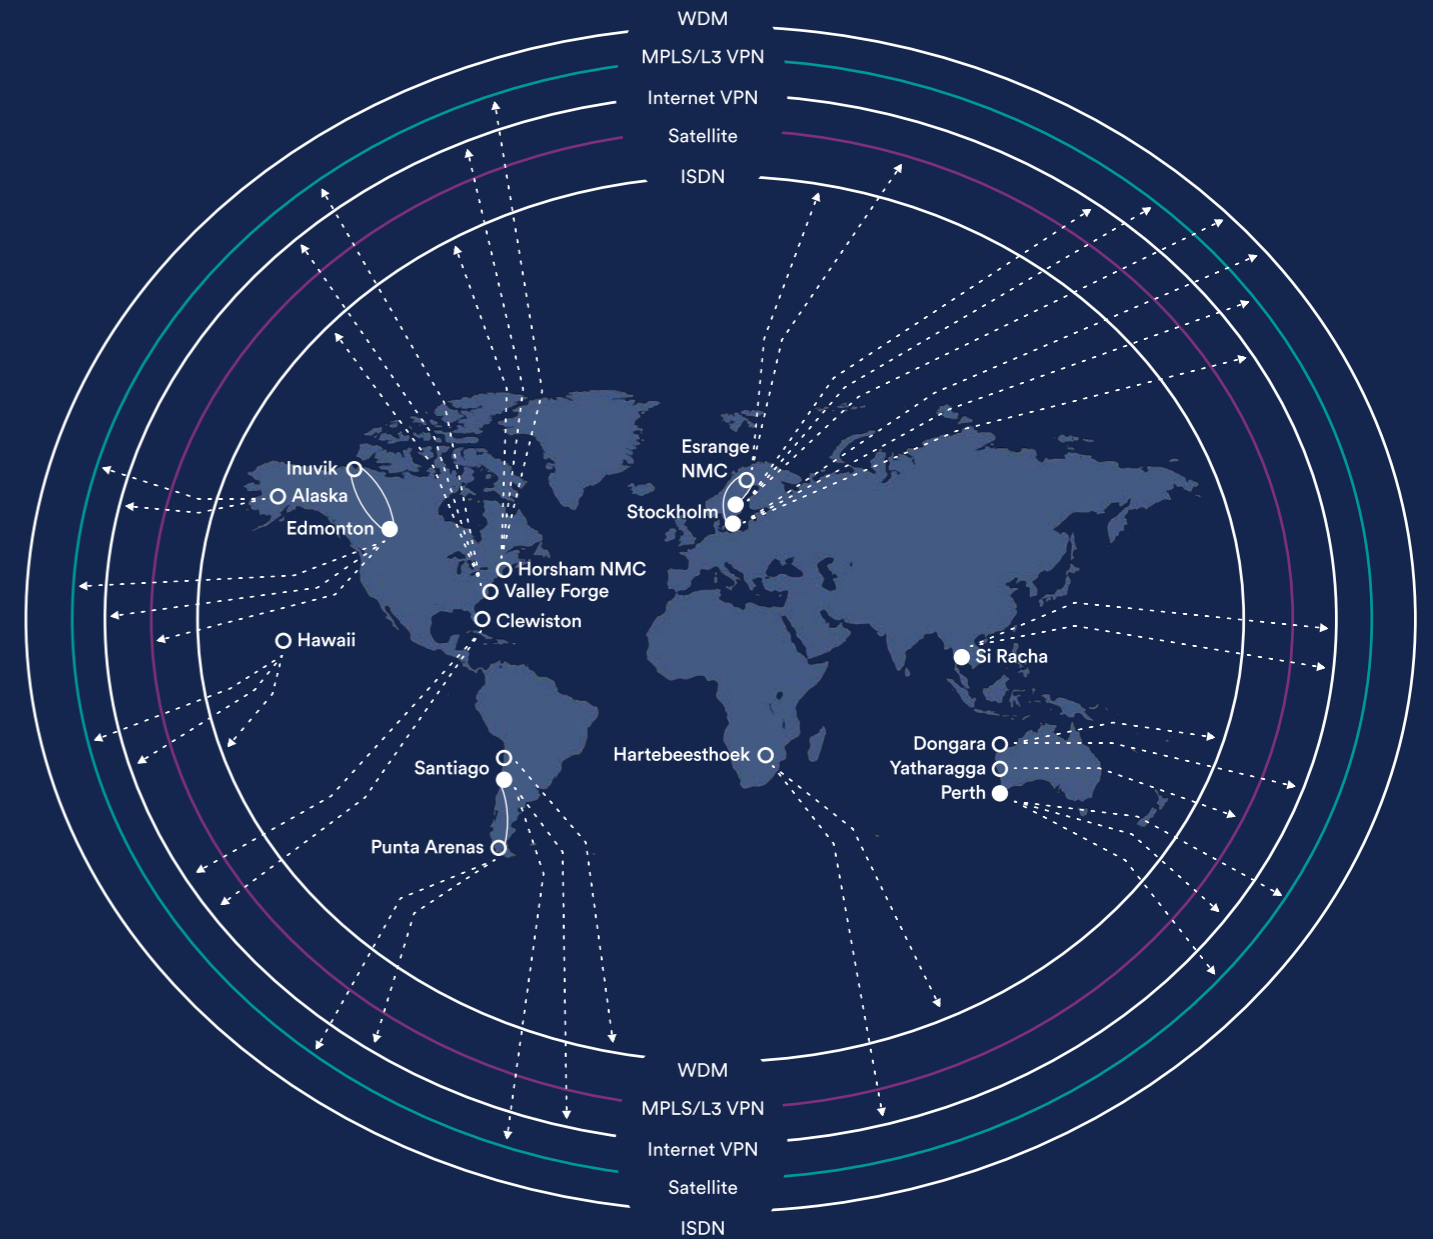 WDM
MPLS/L3 VPN
Internet VPN
Satellite
ISDN
Esrange
NMC
Inuvik
Alaska
Stockholm
Edmonton
Horsham NMC
Valley Forge
Clewiston
Hawaii
Si Racha
Dongara
Hartebeesthoek
Santiago
Yatharagga
Perth
Punta Arenas
WDM
MPLS/L3 VPN
Internet VPN
Satellite
ISDN